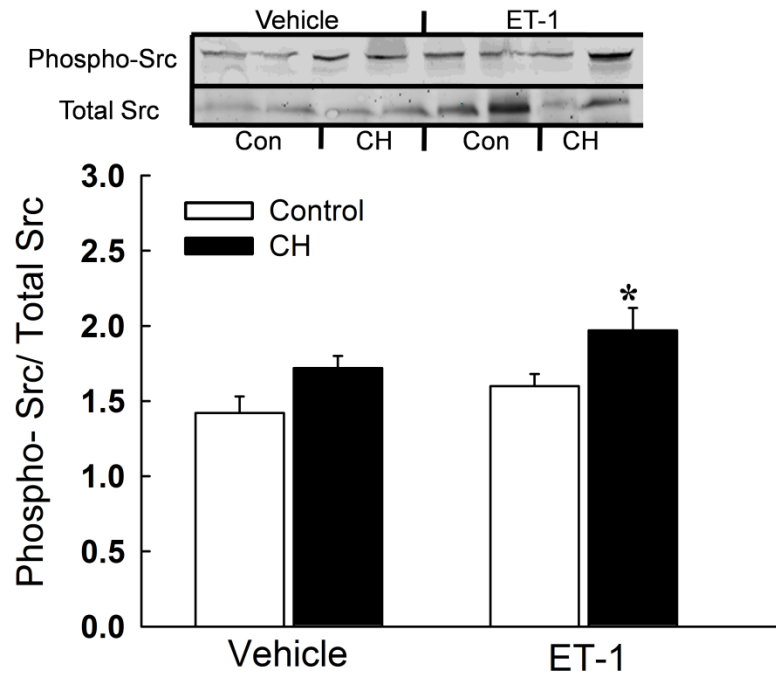 Vehicle ET-1
Phospho-Src
Total Src
Con CH Con CH
Phospho- Src/ Total Src
3.0
2.5
2.0
1.5
1.0
0.5
0.0
Control
CH
*
Vehicle ET-1